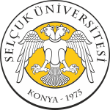 SELÇUK ÜNİVERSİTESİ
KONYA - 1975